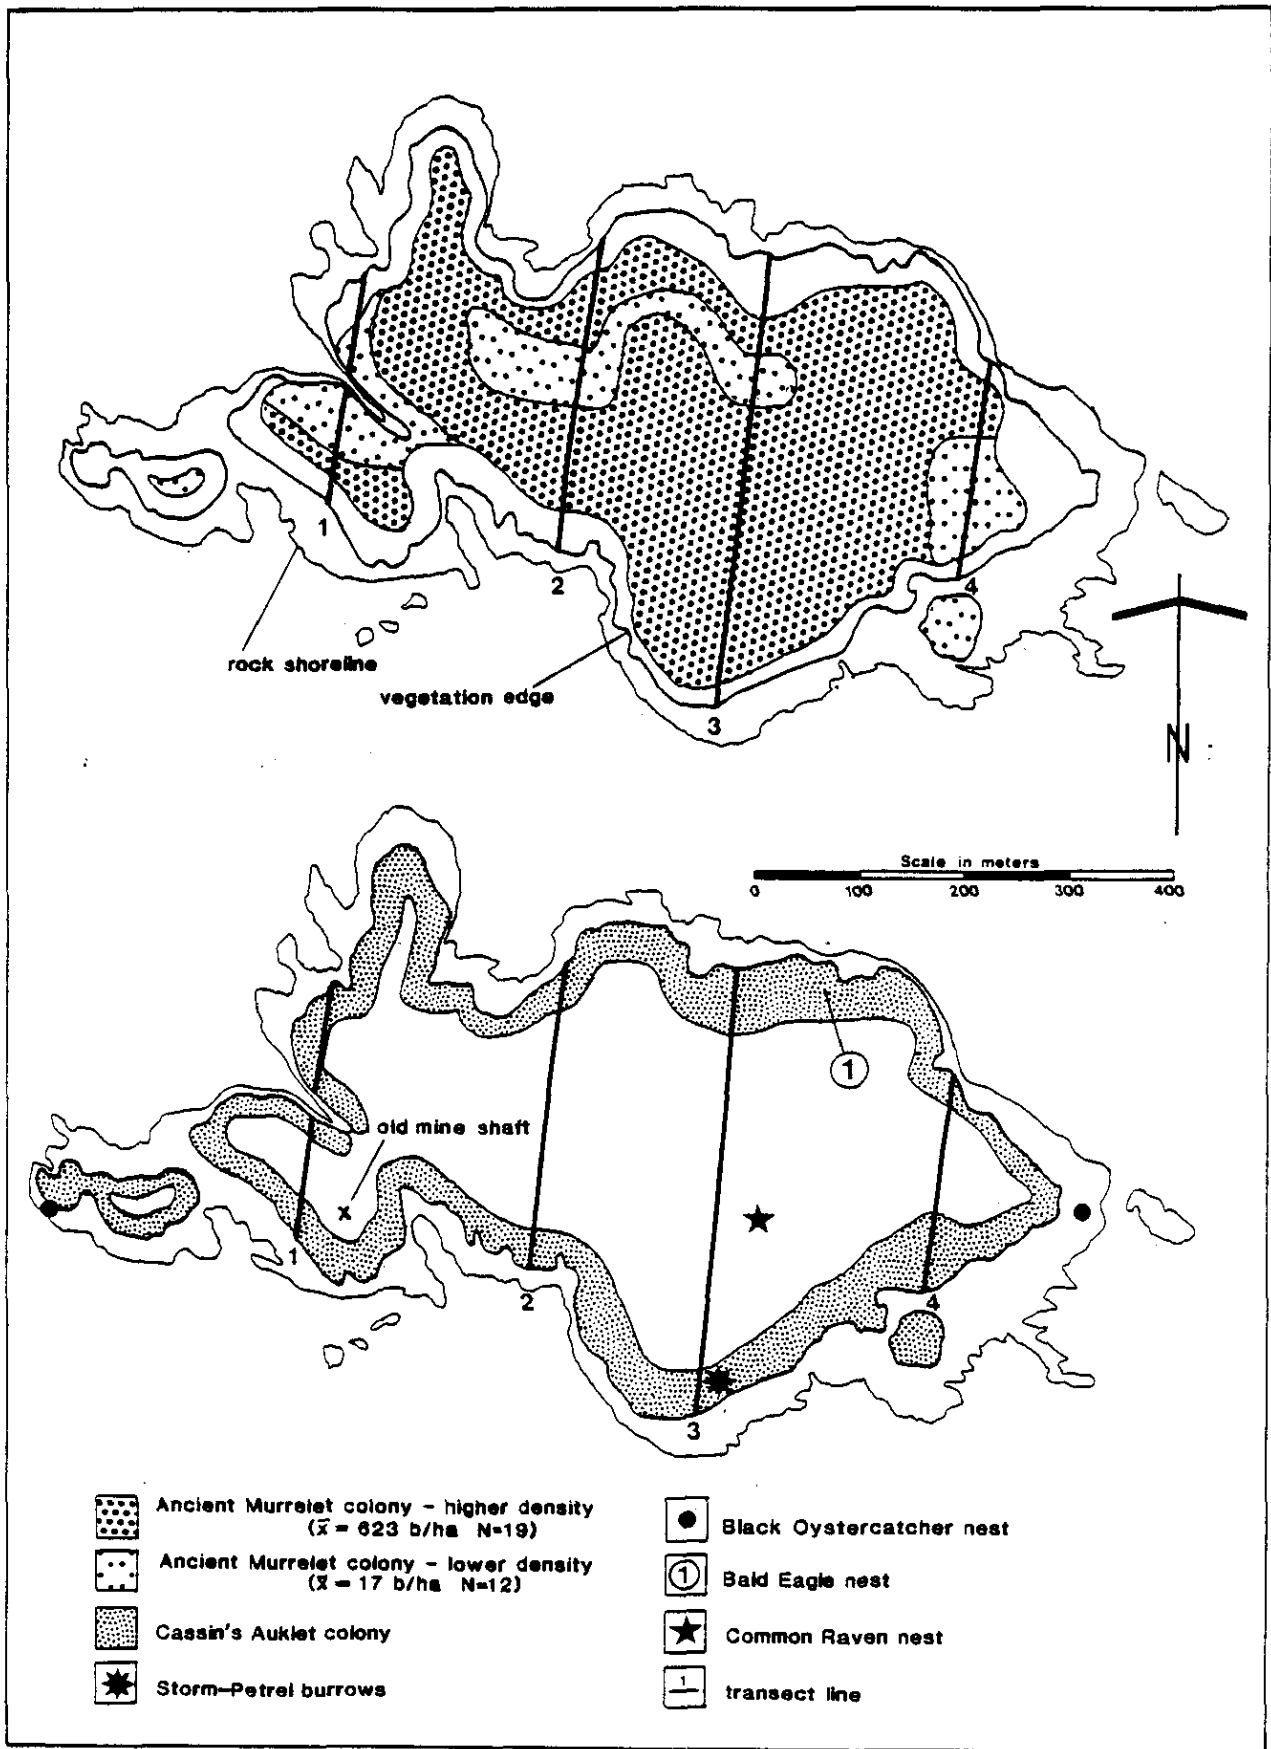 1
2
3
4
rock shoreline
vegetation edge
N
Scale in meters
0 100 200 300 400
1
old mine shaft
x
1
2
3
4
Ancient Murrelet colony - higher density
(x̄ = 623 b/ha N=19)
Ancient Murrelet colony - lower density
(x̄ = 17 b/ha N=12)
Cassin's Auklet colony
Storm-Petrel burrows
Black Oystercatcher nest
1 Bald Eagle nest
Common Raven nest
1 transect line